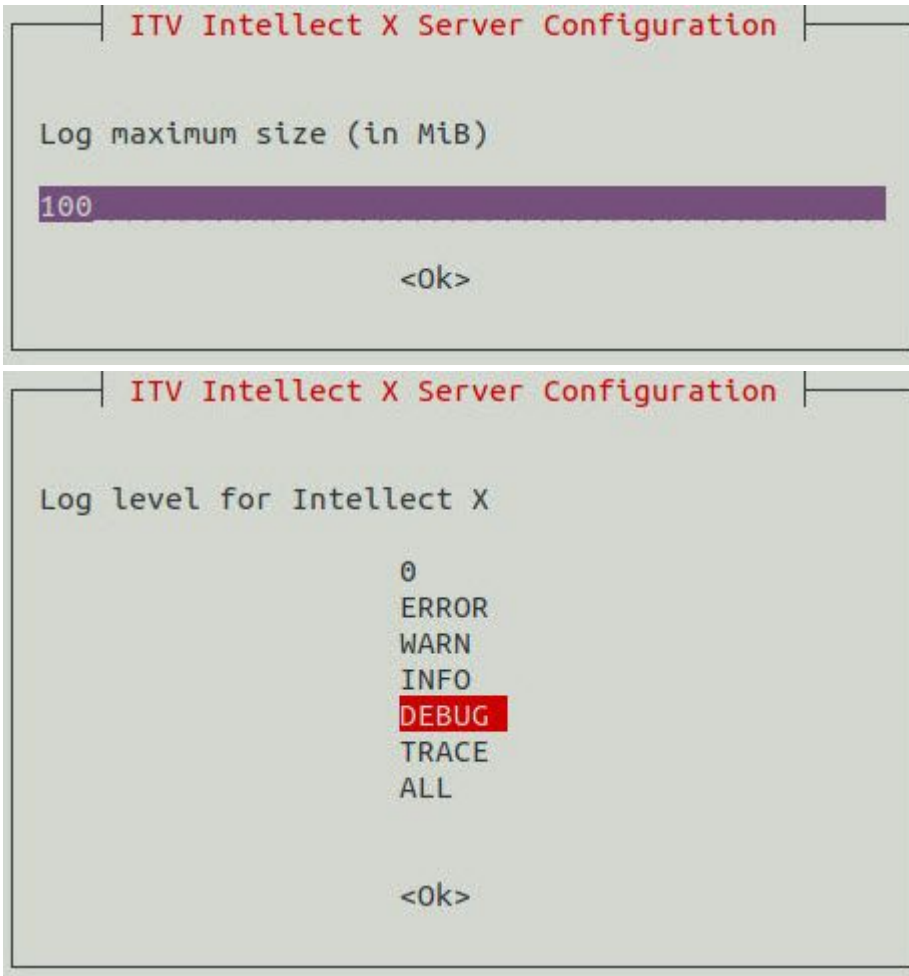 ITV Intellect X Server Configuration
Log maximum size (in MiB)
100
<Ok>
ITV Intellect X Server Configuration
Log level for Intellect X
0
ERROR
WARN
INFO
DEBUG
TRACE
ALL
<Ok>